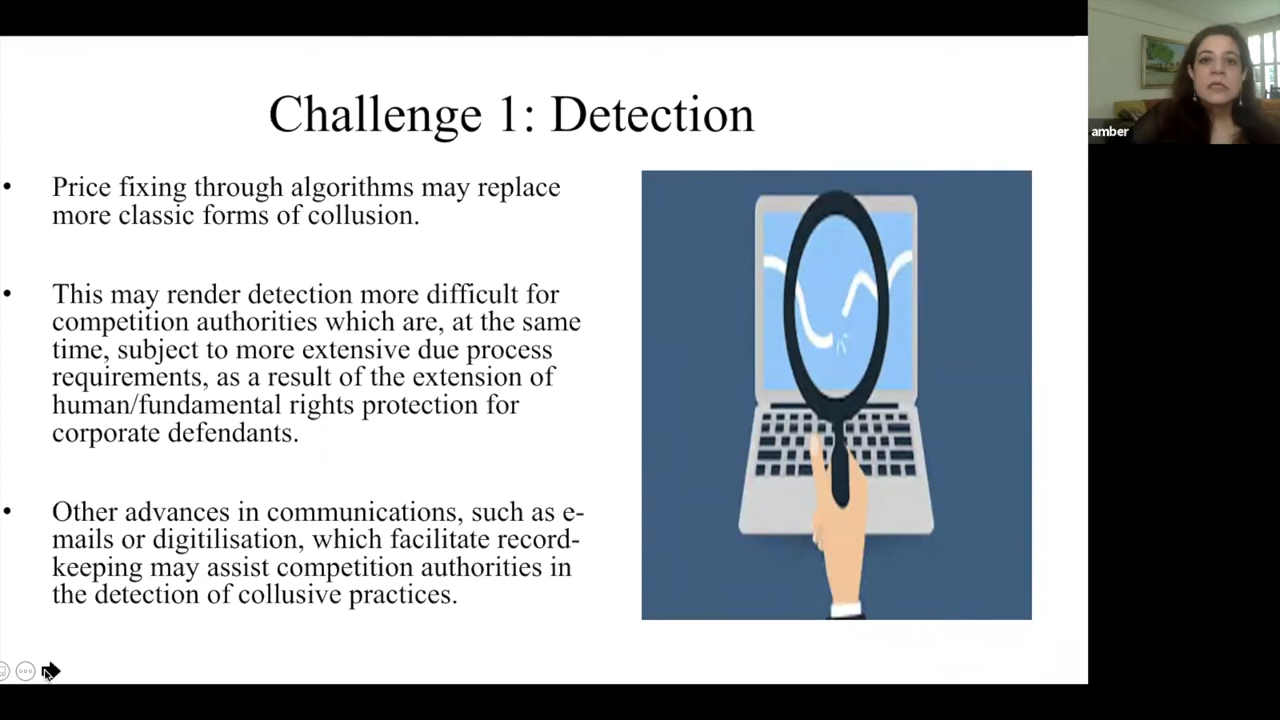 Challenge 1: Detection
• Price fixing through algorithms may replace
more classic forms of collusion.
• This may render detection more difficult for
competition authorities which are, at the same
time, subject to more extensive due process
requirements, as a result of the extension of
human/fundamental rights protection for
corporate defendants.
• Other advances in communications, such as e-
mails or digitilisation, which facilitate record-
keeping may assist competition authorities in
the detection of collusive practices.
amber